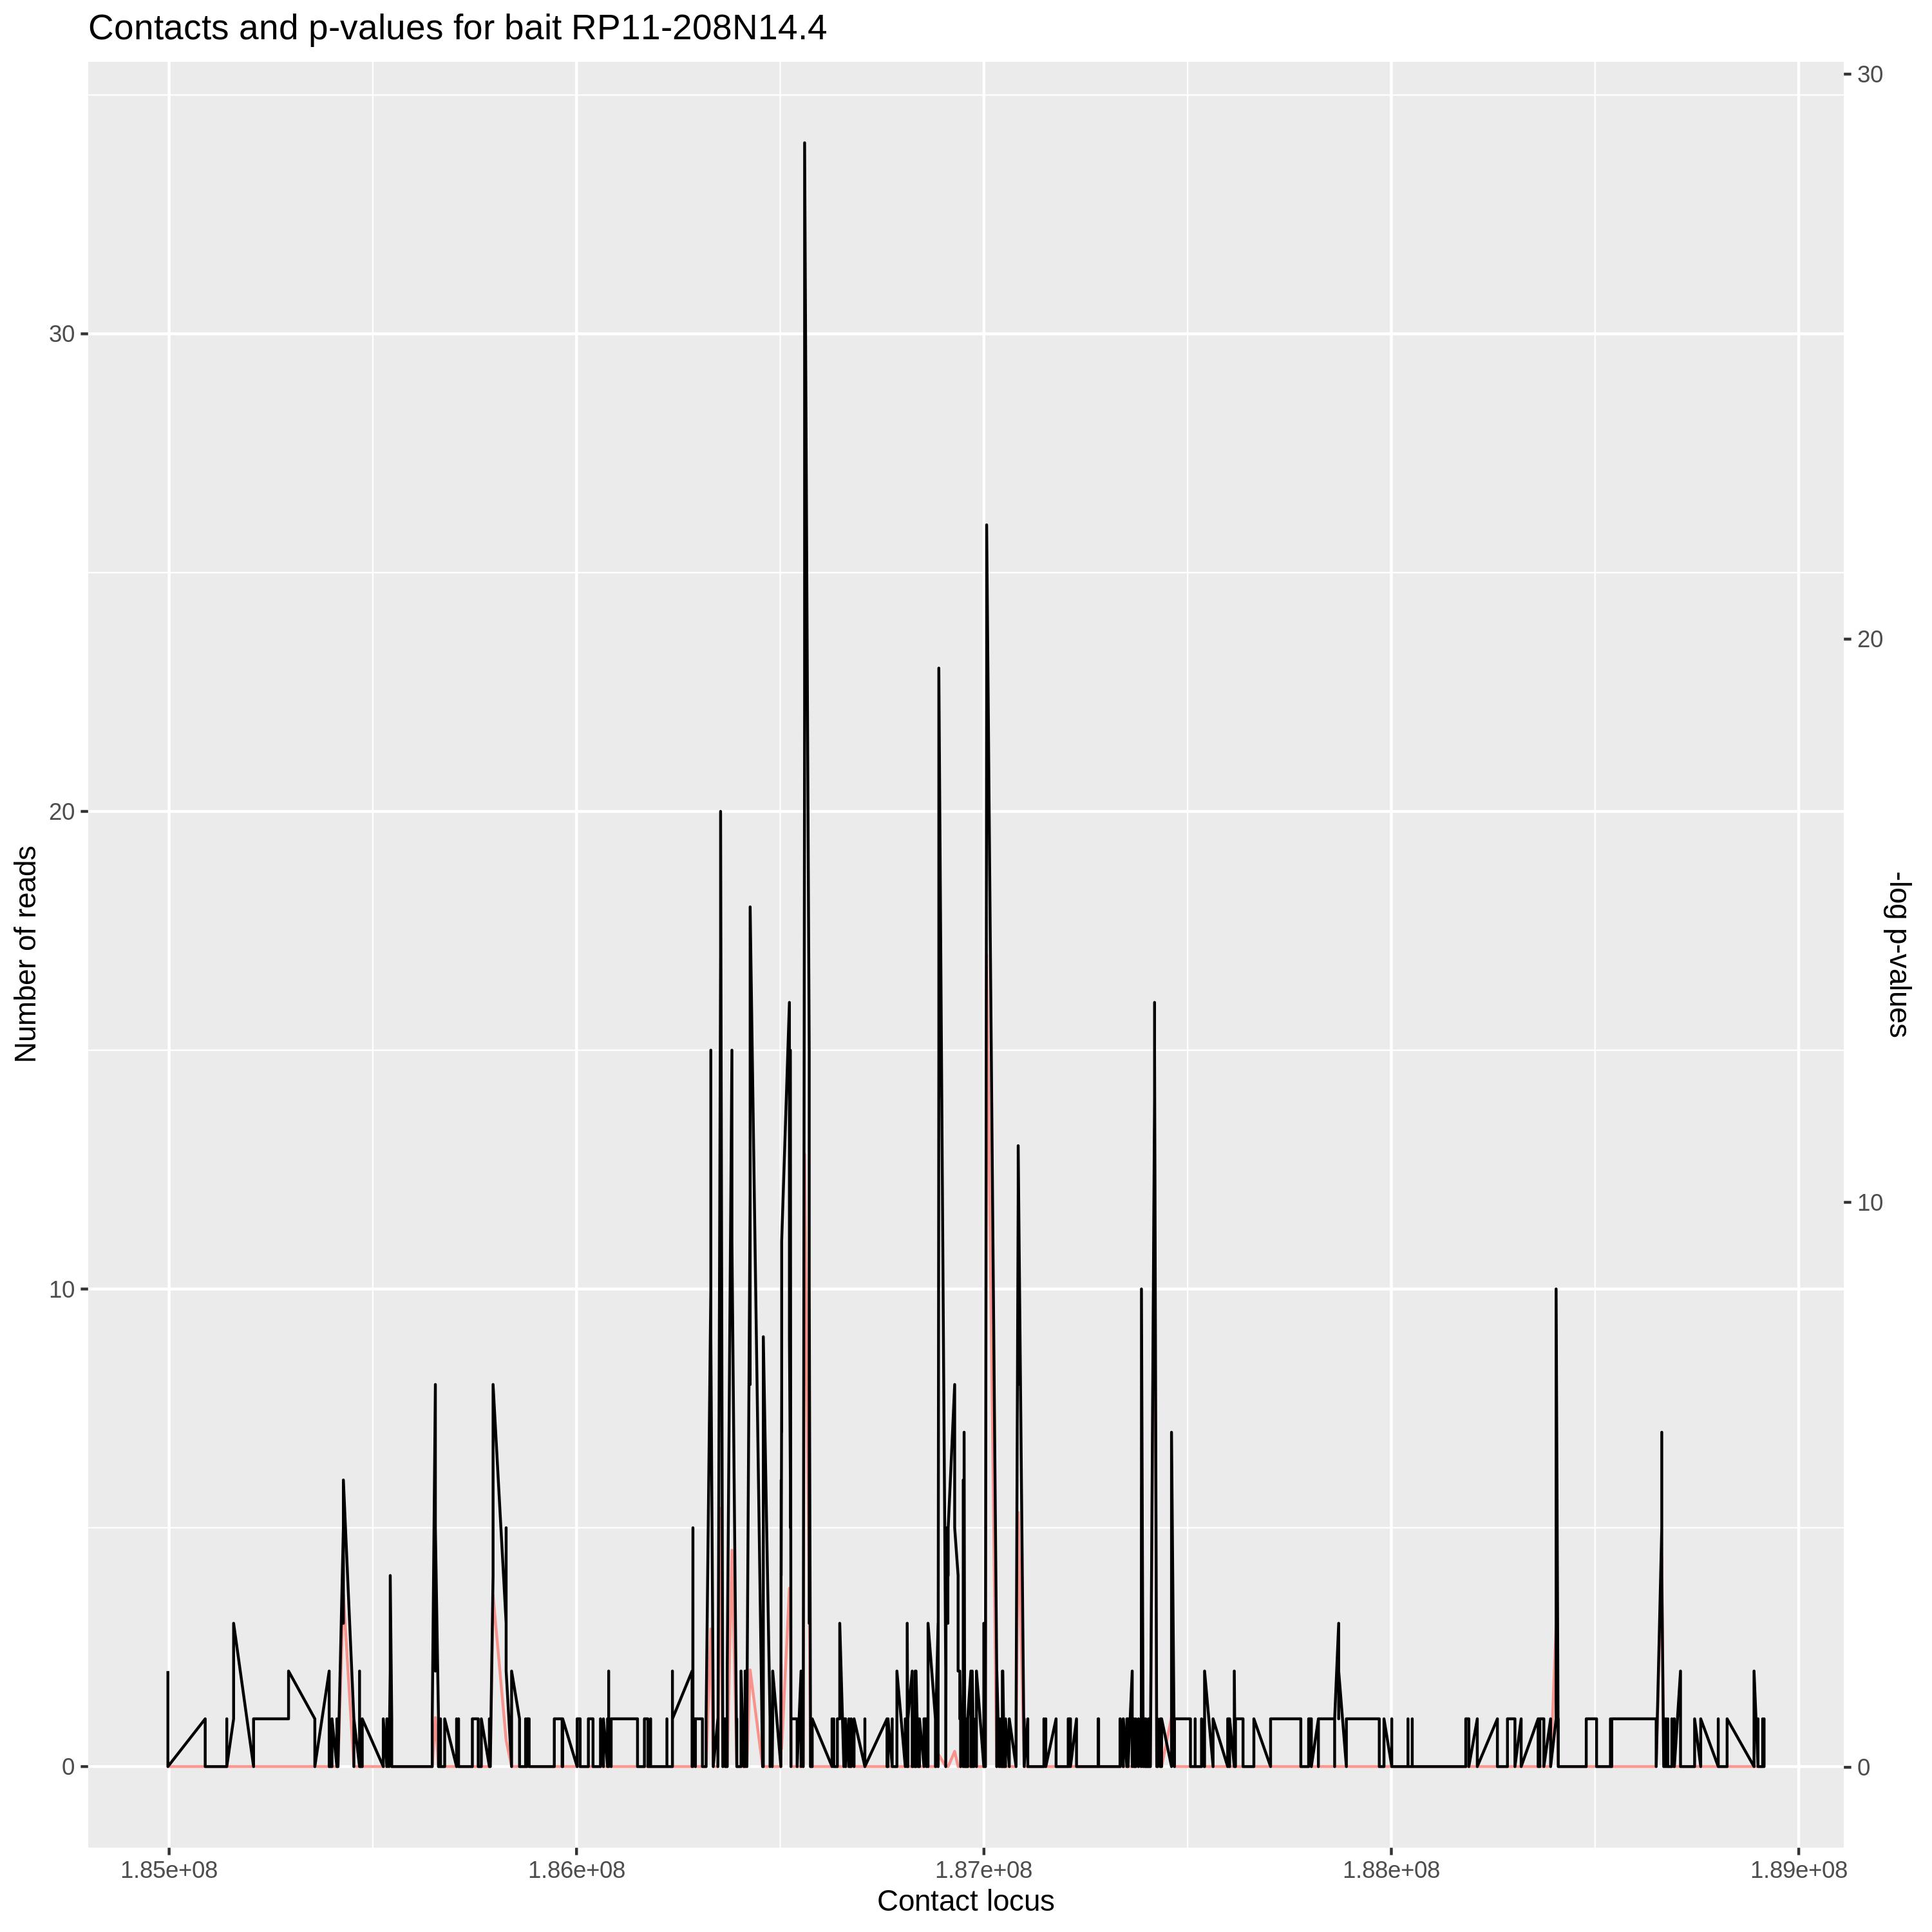 Contacts and p-values for bait RP11-208N14.4
Number of reads
30
20
10
0
30
20
10
0
-log p-values
1.85e+08 1.86e+08 1.87e+08 1.88e+08 1.89e+08
Contact locus